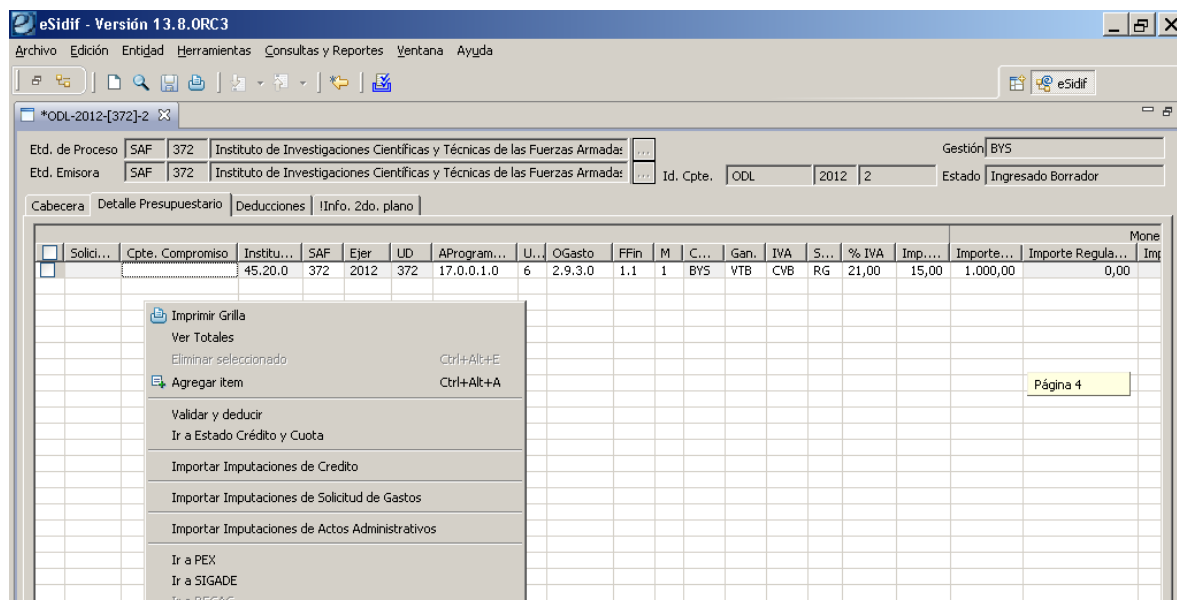 eSidif - Versión 13.8.0RC3
Archivo Edición Entidad Herramientas Consultas y Reportes Ventana Ayuda
eSidif
*ODL-2012-[372]-2
Etd. de Proceso SAF 372 Instituto de Investigaciones Científicas y Técnicas de las Fuerzas Armadas ... Gestión BYS
Etd. Emisora SAF 372 Instituto de Investigaciones Científicas y Técnicas de las Fuerzas Armadas ... Id. Cpte. ODL 2012 2 Estado Ingresado Borrador
Cabecera Detalle Presupuestario Deducciones !Info. 2do. plano
Mone
Solici... Cpte. Compromiso Institu... SAF Ejer UD AProgram... U... OGasto FFin M C... Gan. IVA S... % IVA Imp.... Importe... Importe Regula... Imp
45.20.0 372 2012 372 17.0.0.1.0 6 2.9.3.0 1.1 1 BYS VTB CVB RG 21,00 15,00 1.000,00 0,00
Imprimir Grilla
Ver Totales
Eliminar seleccionado Ctrl+Alt+E
Agregar item Ctrl+Alt+A
Página 4
Validar y deducir
Ir a Estado Crédito y Cuota
Importar Imputaciones de Credito
Importar Imputaciones de Solicitud de Gastos
Importar Imputaciones de Actos Administrativos
Ir a PEX
Ir a SIGADE